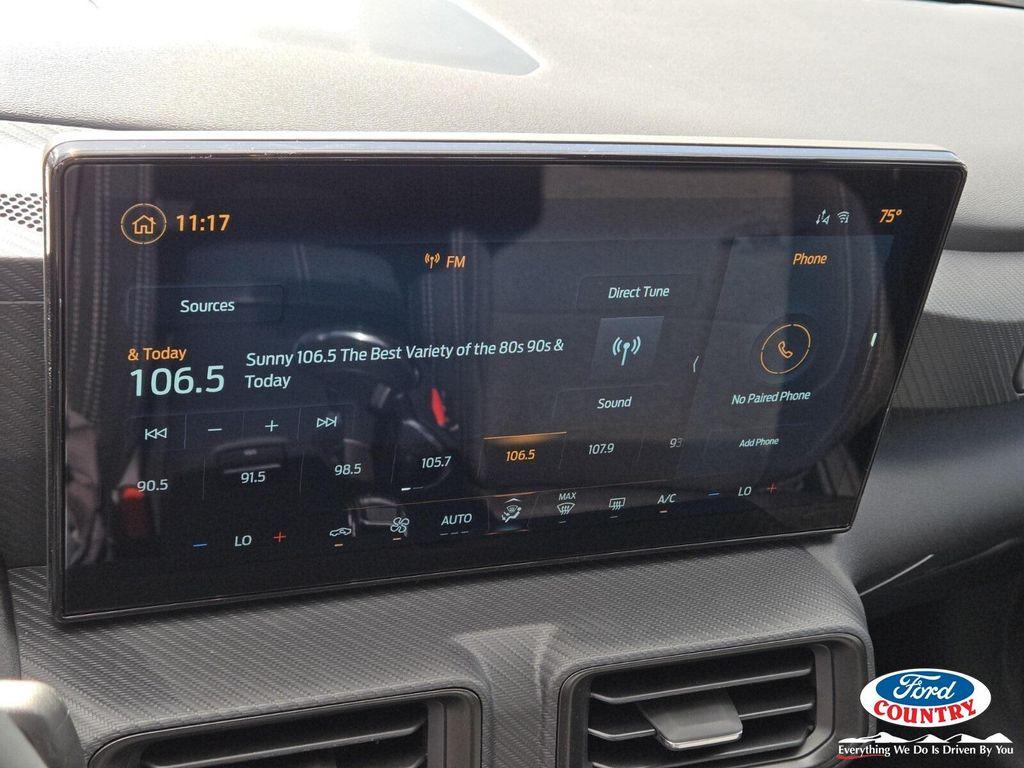 11:17
75°
FM
Phone
Sources
Direct Tune
& Today
106.5
Sunny 106.5 The Best Variety of the 80s 90s &
Today
Sound
No Paired Phone
Add Phone
90.5 91.5 98.5 105.7 106.5 107.9 93
LO AUTO MAX A/C LO
Ford
COUNTRY
Everything We Do Is Driven By You